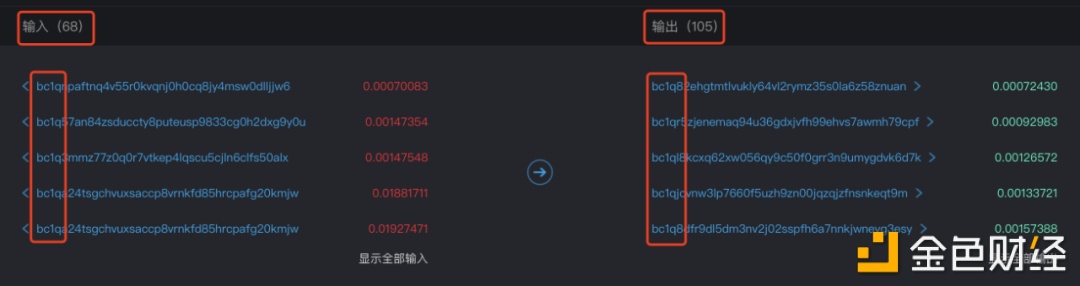 输入（68）
输出（105）
bc1qnpaftnq4v55r0kvqnj0h0cq8jy4msw0dlljjw6 0.00070083
bc1q82ehgtmtlvukly64vl2rymz35s0la6z58znuan 0.00072430
bc1q57an84zsduccty8puteusp9833cg0h2dxg9y0u 0.00147354
bc1qr5zjenemaq94u36gdxjvfh99ehvs7awmh79cpf 0.00092983
bc1q3mmz77z0q0r7vtkep4lqscu5cjln6clfs50alx 0.00147548
bc1ql8kcxq62xw056qy9c50f0grr3n9umygdvk6d7k 0.00126572
bc1qa24tsgchvuxsaccp8vrnkfd85hrcpafg20kmjw 0.01881711
bc1qjcvnw3lp7660f5uzh9zn00jqzqjzfnsnkeqt9m 0.00133721
bc1qa24tsgchvuxsaccp8vrnkfd85hrcpafg20kmjw 0.01927471
bc1q8dfr9dl5dm3nv2j02sspfh6a7nnkjwnevg3esy 0.00157388
显示全部输入
金色财经